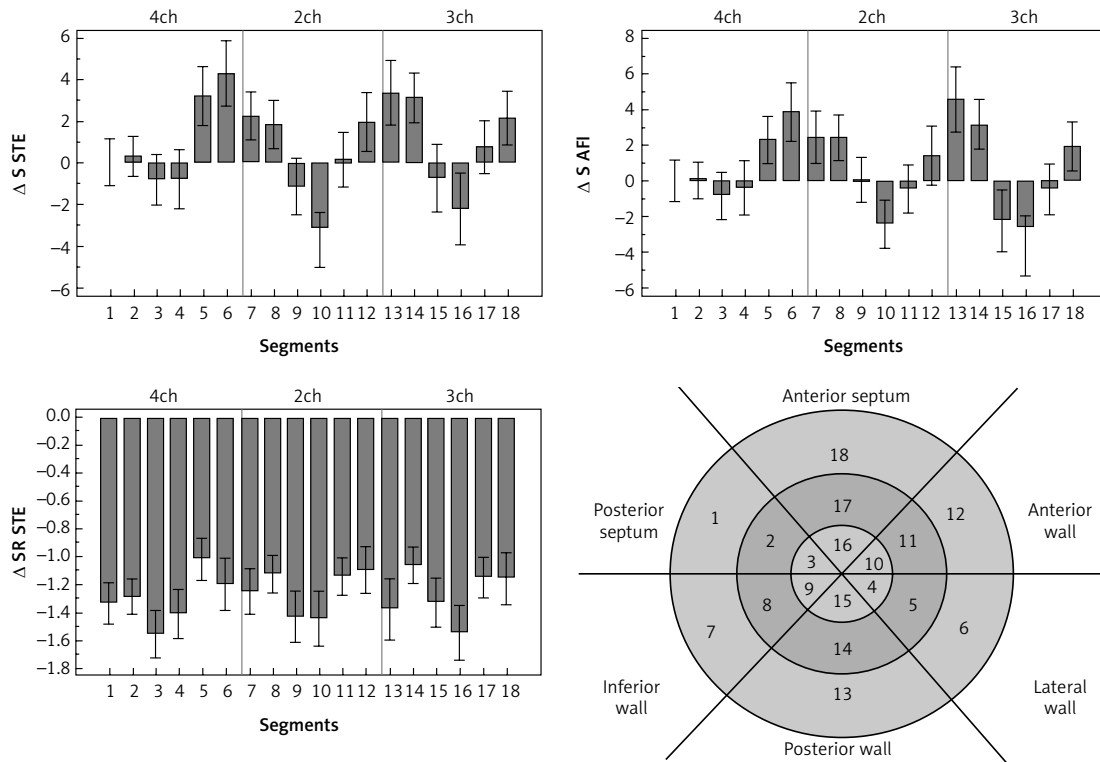 4ch 2ch 3ch
6
4
2
0
−2
−4
−6
Δ S STE
1 2 3 4 5 6 7 8 9 10 11 12 13 14 15 16 17 18
Segments
4ch 2ch 3ch
8
6
4
2
0
−2
−4
−6
Δ S AFI
1 2 3 4 5 6 7 8 9 10 11 12 13 14 15 16 17 18
Segments
4ch 2ch 3ch
0.0
−0.2
−0.4
−0.6
−0.8
−1.0
−1.2
−1.4
−1.6
−1.8
Δ SR STE
1 2 3 4 5 6 7 8 9 10 11 12 13 14 15 16 17 18
Segments
Anterior septum
18
Posterior
septum
1
17
12
Anterior
wall
2
16
11
3
10
9
4
15
8
5
7
6
14
13
Inferior
wall
Lateral
wall
Posterior wall